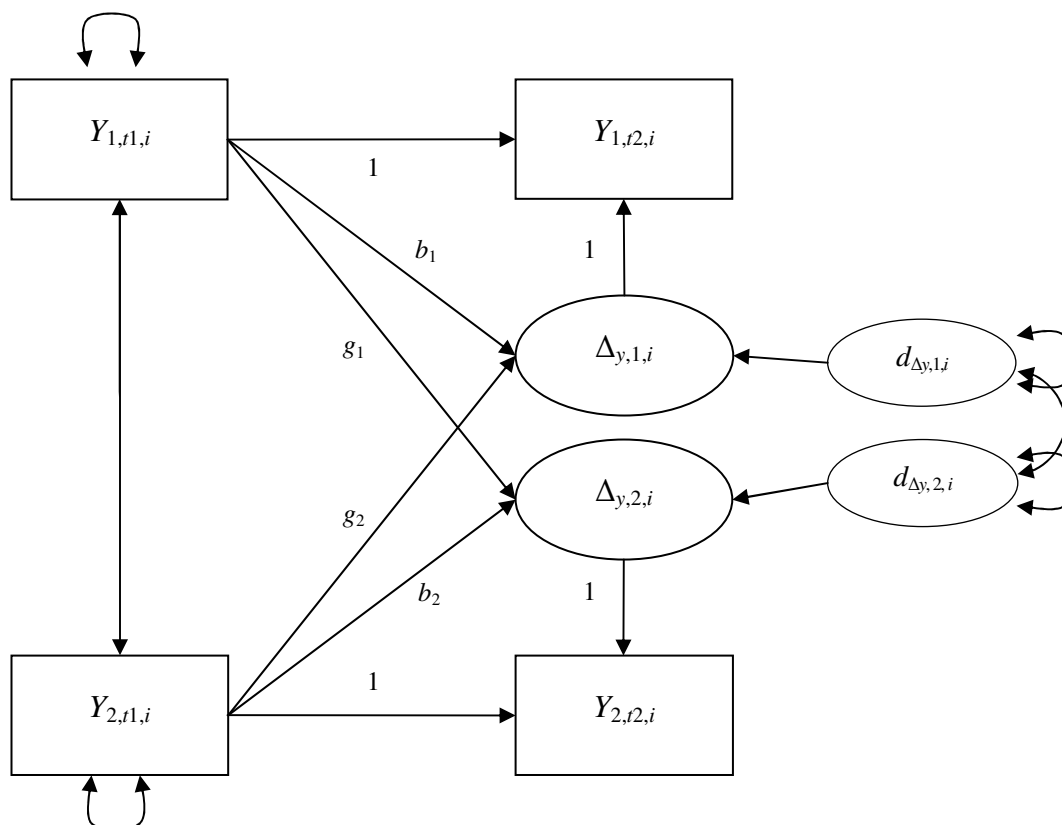 Y1,t1,i
Y1,t2,i
1
b1
1
g1
Δy,1,i
dΔy,1,i
g2
Δy,2,i
dΔy,2,i
b2
1
1
Y2,t1,i
Y2,t2,i